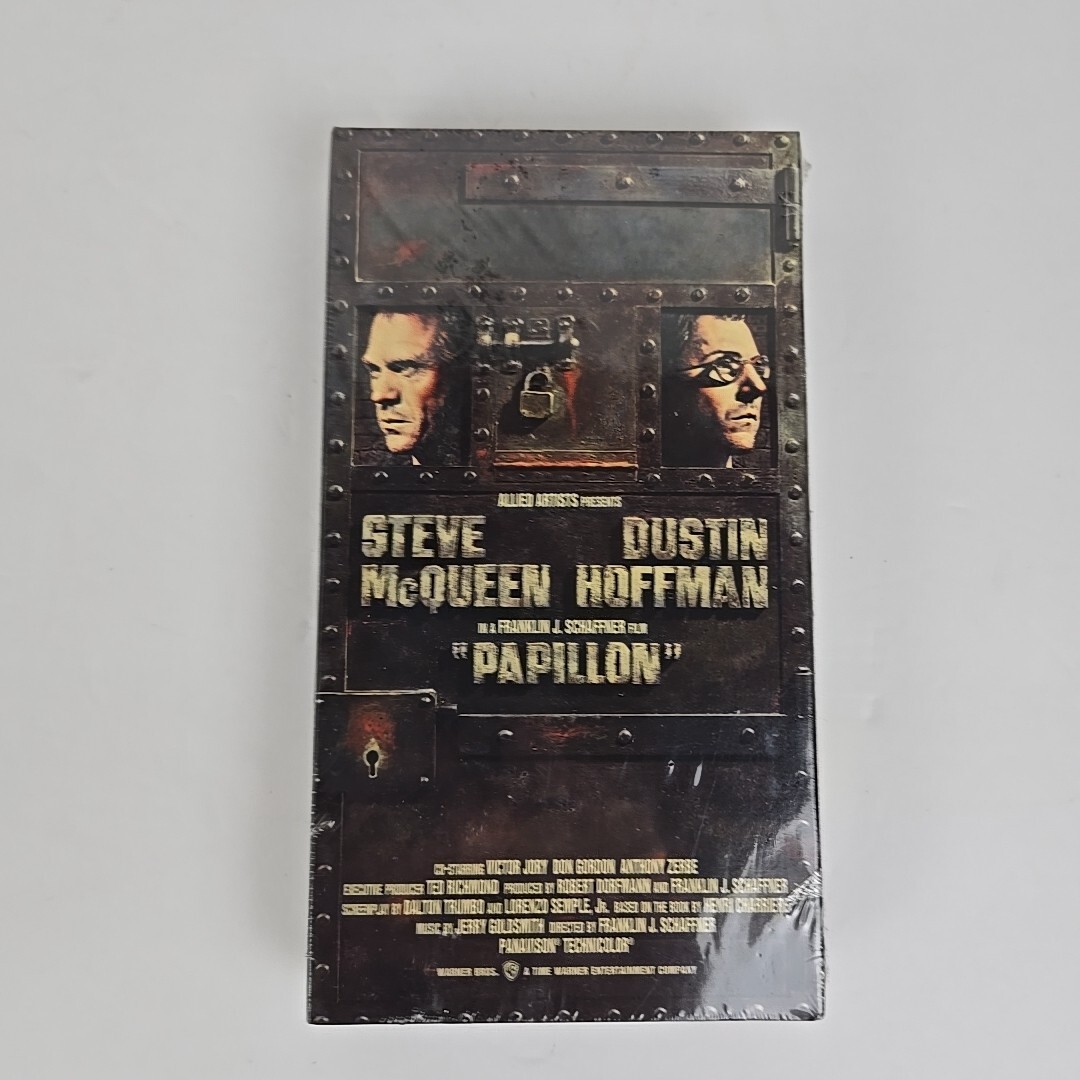 ALLIED ARTISTS PRESENTS
STEVE McQUEEN
DUSTIN HOFFMAN
IN A FRANKLIN J. SCHAFFNER FILM
"PAPILLON"
CO-STARRING VICTOR JORY DON GORDON ANTHONY ZERBE
EXECUTIVE PRODUCER TED RICHMOND PRODUCED BY ROBERT DORFMANN AND FRANKLIN J. SCHAFFNER
SCREENPLAY BY DALTON TRUMBO AND LORENZO SEMPLE, JR. BASED ON THE BOOK BY HENRI CHARRIERE
MUSIC BY JERRY GOLDSMITH DIRECTED BY FRANKLIN J. SCHAFFNER
PANAVISON® TECHNICOLOR®
WARNER BROS. WB A TIME WARNER ENTERTAINMENT COMPANY